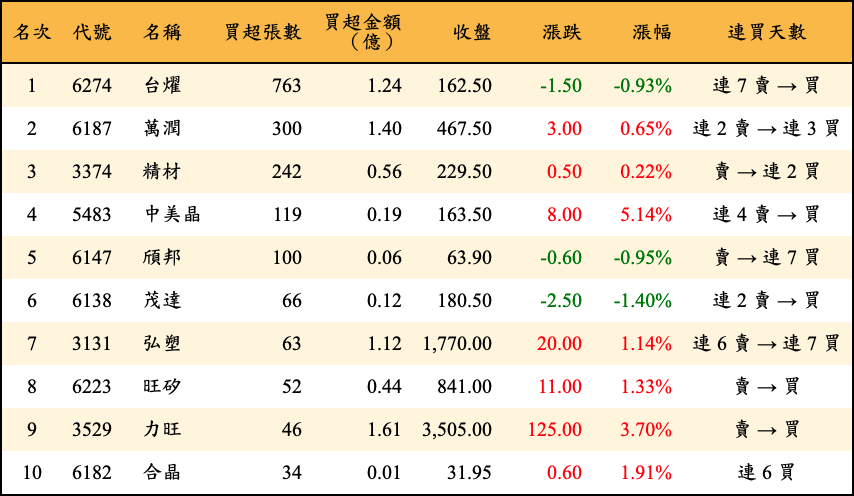 名次 代號 名稱 買超張數 買超金額（億） 收盤 漲跌 漲幅 連買天數
1 6274 台燿 763 1.24 162.50 -1.50 -0.93% 連 7 賣 → 買
2 6187 萬潤 300 1.40 467.50 3.00 0.65% 連 2 賣 → 連 3 買
3 3374 精材 242 0.56 229.50 0.50 0.22% 賣 → 連 2 買
4 5483 中美晶 119 0.19 163.50 8.00 5.14% 連 4 賣 → 買
5 6147 頎邦 100 0.06 63.90 -0.60 -0.95% 賣 → 連 7 買
6 6138 茂達 66 0.12 180.50 -2.50 -1.40% 連 2 賣 → 買
7 3131 弘塑 63 1.12 1,770.00 20.00 1.14% 連 6 賣 → 連 7 買
8 6223 旺矽 52 0.44 841.00 11.00 1.33% 賣 → 買
9 3529 力旺 46 1.61 3,505.00 125.00 3.70% 賣 → 買
10 6182 合晶 34 0.01 31.95 0.60 1.91% 連 6 買